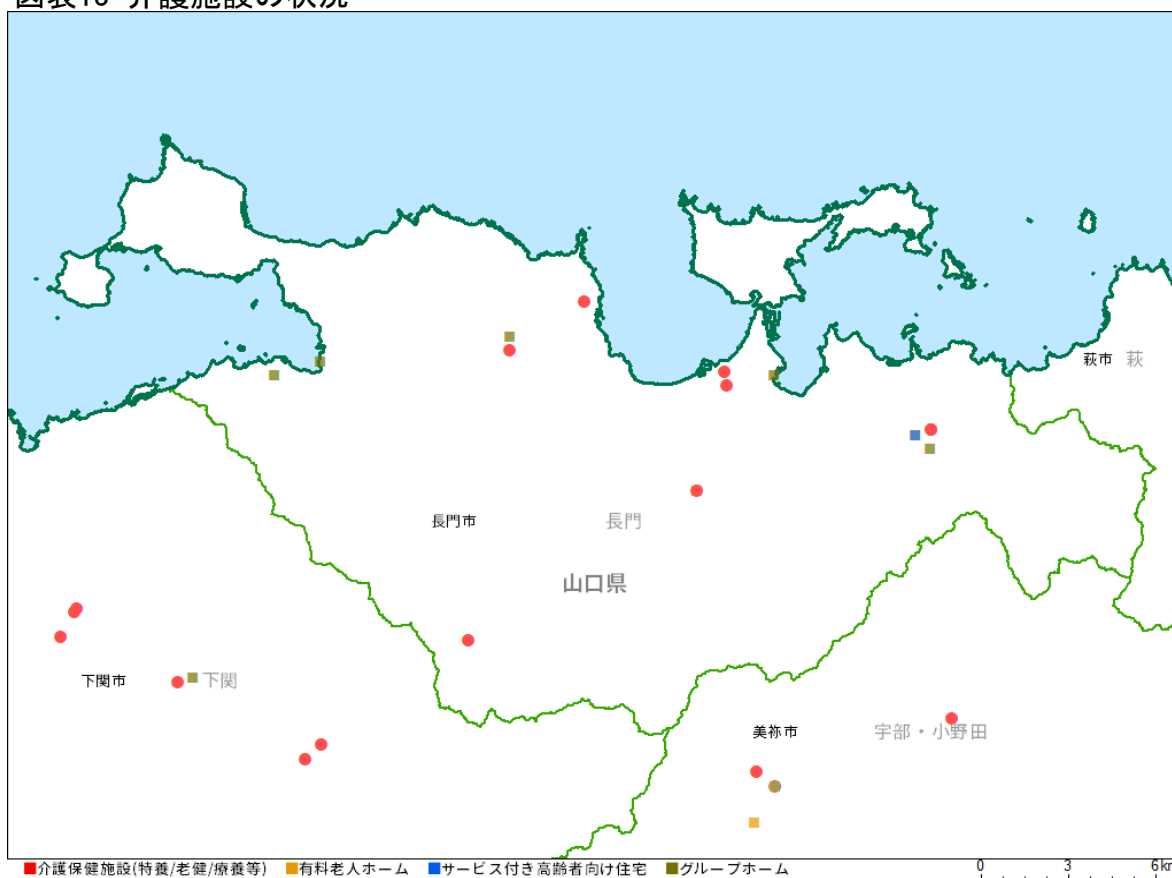 萩市 萩
長門市 長門
山口県
下関市 下関
美祢市 宇部・小野田
介護保健施設(特養/老健/療養等) 有料老人ホーム サービス付き高齢者向け住宅 グループホーム
0 3 6km